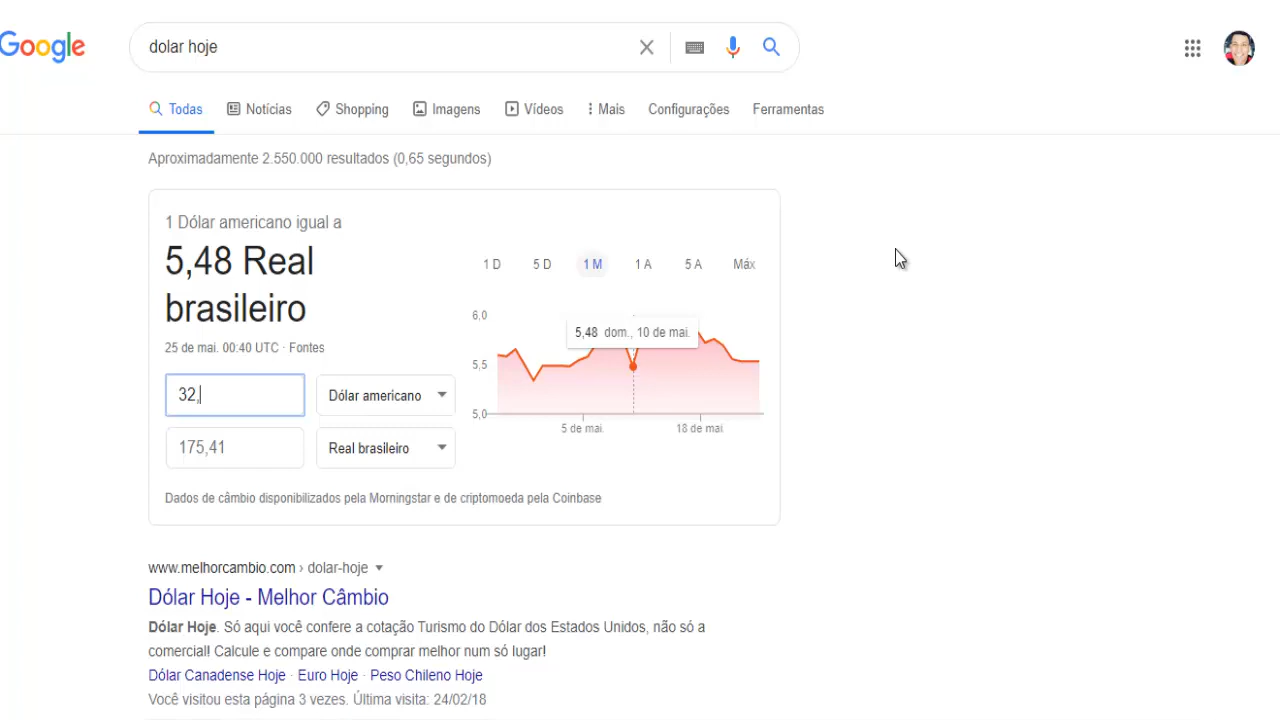 Google
dolar hoje
Todas Notícias Shopping Imagens Vídeos Mais Configurações Ferramentas
Aproximadamente 2.550.000 resultados (0,65 segundos)
1 Dólar americano igual a
5,48 Real
brasileiro
25 de mai. 00:40 UTC · Fontes
1 D 5 D 1 M 1 A 5 A Máx
6,0
5,48 dom., 10 de mai.
5,5
5,0
5 de mai. 18 de mai
32, Dólar americano
175,41 Real brasileiro
Dados de câmbio disponibilizados pela Morningstar e de criptomoeda pela Coinbase
www.melhorcambio.com › dolar-hoje
Dólar Hoje - Melhor Câmbio
Dólar Hoje. Só aqui você confere a cotação Turismo do Dólar dos Estados Unidos, não só a
comercial! Calcule e compare onde comprar melhor num só lugar!
Dólar Canadense Hoje · Euro Hoje · Peso Chileno Hoje
Você visitou esta página 3 vezes. Última visita: 24/02/18